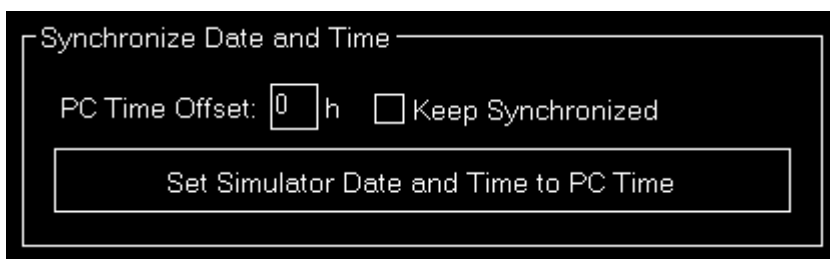 Synchronize Date and Time
PC Time Offset: 0 h Keep Synchronized
Set Simulator Date and Time to PC Time